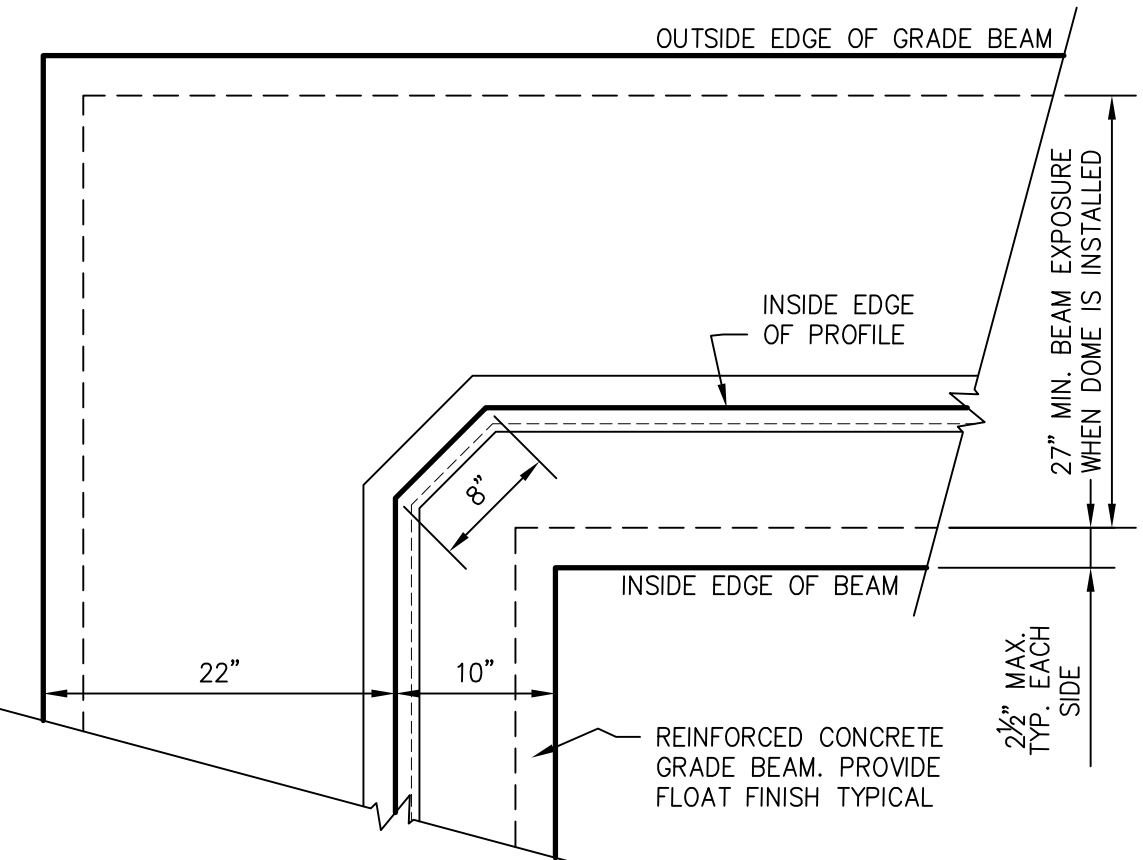 OUTSIDE EDGE OF GRADE BEAM
27” MIN. BEAM EXPOSURE
WHEN DOME IS INSTALLED
INSIDE EDGE
OF PROFILE
8”
INSIDE EDGE OF BEAM
22”
10”
2½” MAX.
TYP. EACH
SIDE
REINFORCED CONCRETE
GRADE BEAM. PROVIDE
FLOAT FINISH TYPICAL